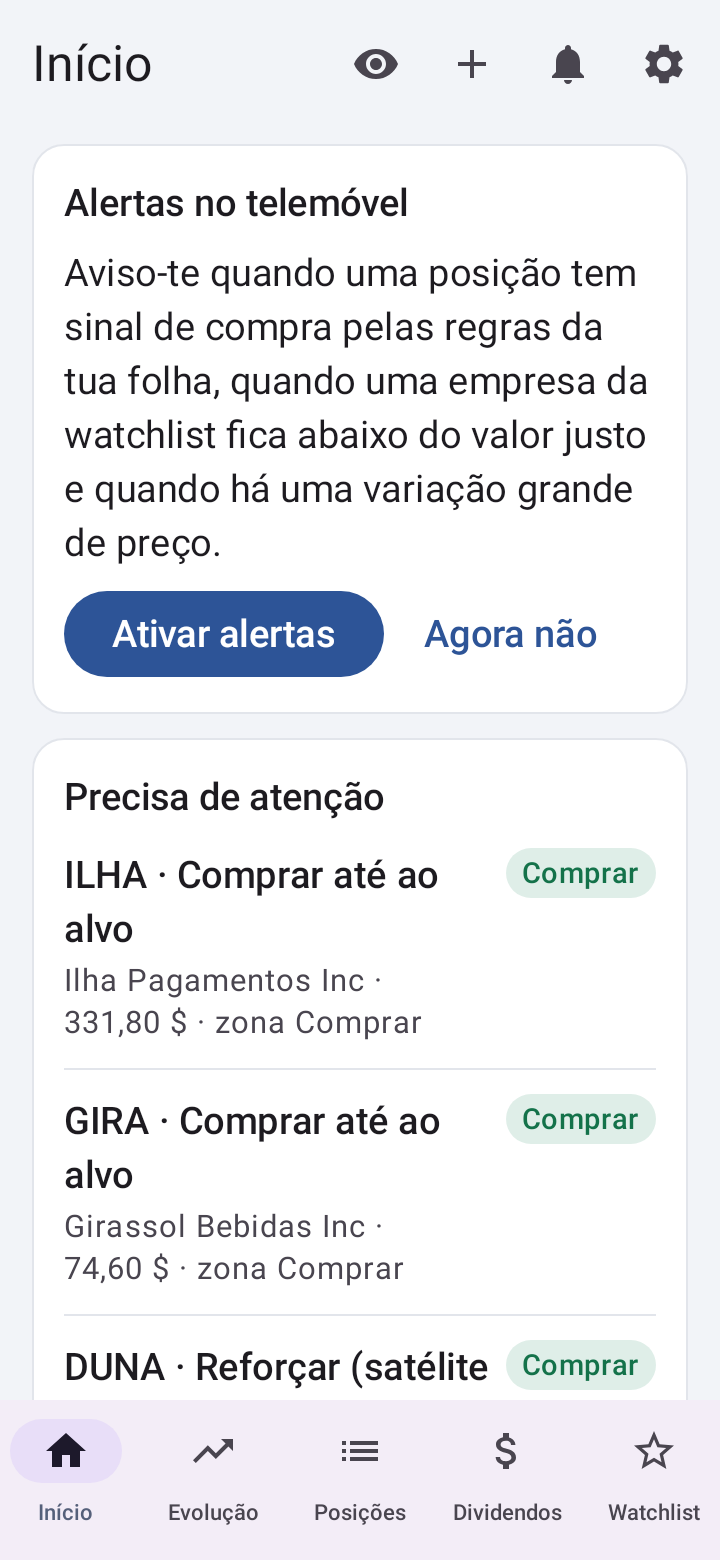 Início
Alertas no telemóvel
Aviso-te quando uma posição tem
sinal de compra pelas regras da
tua folha, quando uma empresa da
watchlist fica abaixo do valor justo
e quando há uma variação grande
de preço.
Ativar alertas
Agora não
Precisa de atenção
ILHA · Comprar até ao
alvo
Comprar
Ilha Pagamentos Inc ·
331,80 $ · zona Comprar
GIRA · Comprar até ao
alvo
Comprar
Girassol Bebidas Inc ·
74,60 $ · zona Comprar
DUNA · Reforçar (satélite
Comprar
Início
Evolução
Posições
Dividendos
Watchlist